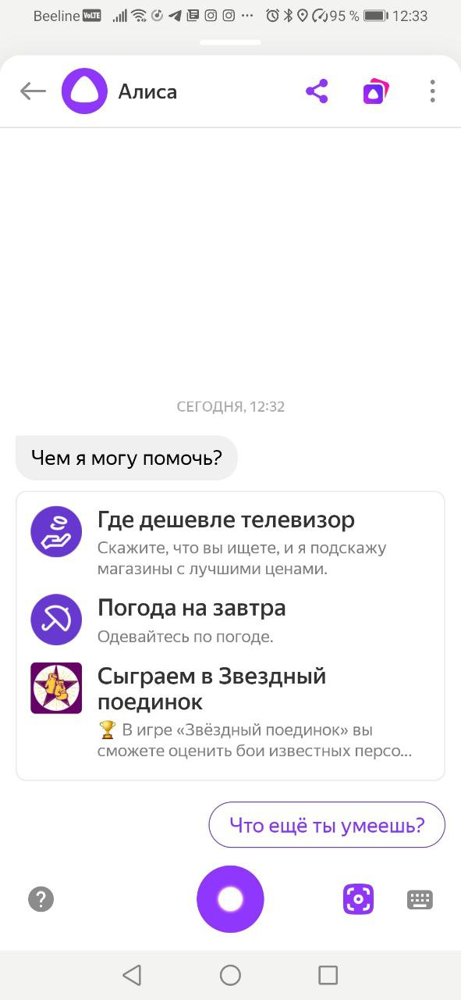 Beeline VoLTE 95 % 12:33
Алиса
СЕГОДНЯ, 12:32
Чем я могу помочь?
Где дешевле телевизор
Скажите, что вы ищете, и я подскажу
магазины с лучшими ценами.
Погода на завтра
Одевайтесь по погоде.
Сыграем в Звездный
поединок
🏆 В игре «Звёздный поединок» вы
сможете оценить бои известных персо...
Что ещё ты умеешь?
?